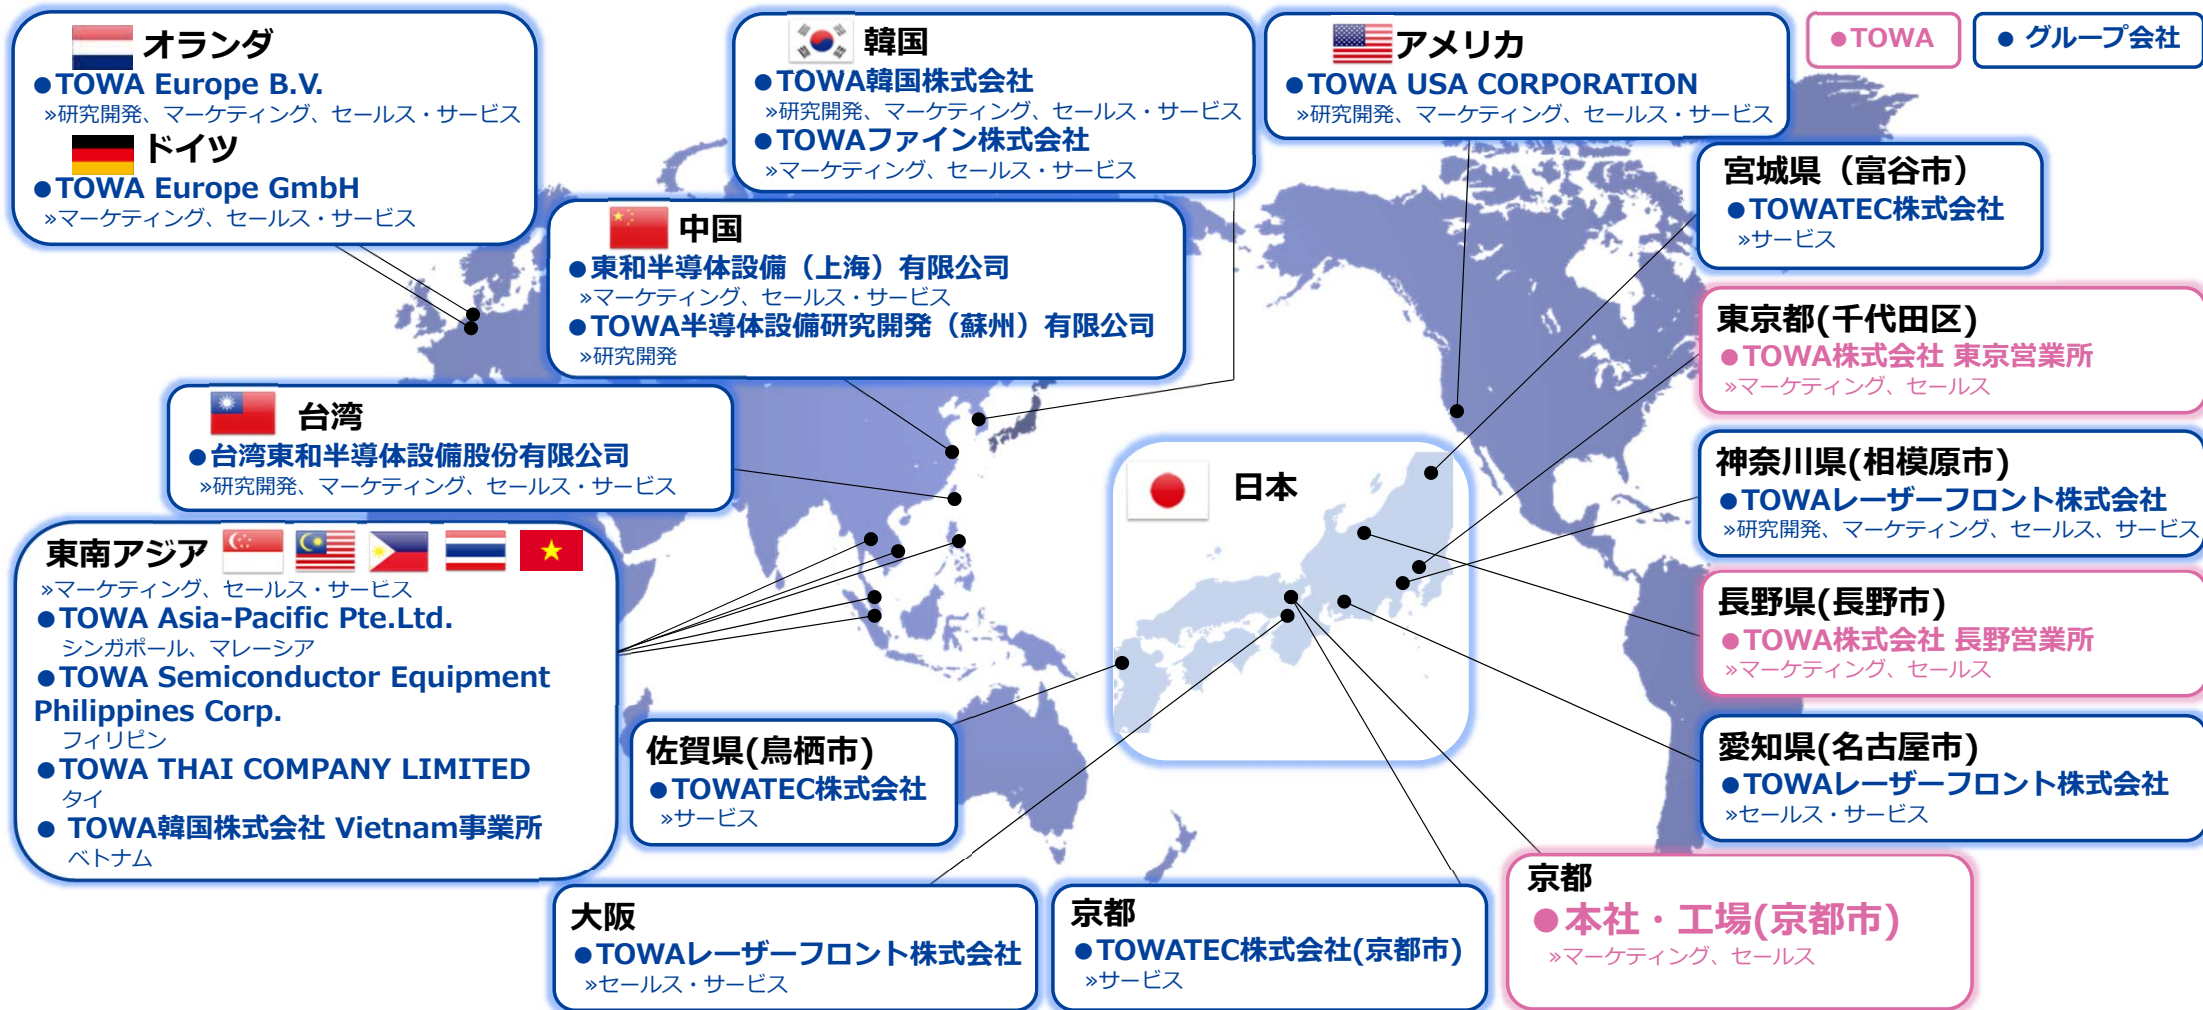 オランダ
●TOWA Europe B.V.
»研究開発、マーケティング、セールス・サービス
ドイツ
●TOWA Europe GmbH
»マーケティング、セールス・サービス
韓国
●TOWA韓国株式会社
»研究開発、マーケティング、セールス・サービス
●TOWAファイン株式会社
»マーケティング、セールス・サービス
アメリカ
●TOWA USA CORPORATION
»研究開発、マーケティング、セールス・サービス
●TOWA
● グループ会社
中国
●東和半導体設備（上海）有限公司
»マーケティング、セールス・サービス
●TOWA半導体設備研究開発（蘇州）有限公司
»研究開発
台湾
●台湾東和半導体設備股份有限公司
»研究開発、マーケティング、セールス・サービス
東南アジア
»マーケティング、セールス・サービス
●TOWA Asia-Pacific Pte.Ltd.
シンガポール、マレーシア
●TOWA Semiconductor Equipment
Philippines Corp.
フィリピン
●TOWA THAI COMPANY LIMITED
タイ
● TOWA韓国株式会社 Vietnam事業所
ベトナム
日本
宮城県（富谷市）
●TOWATEC株式会社
»サービス
東京都(千代田区)
●TOWA株式会社 東京営業所
»マーケティング、セールス
神奈川県(相模原市)
●TOWAレーザーフロント株式会社
»研究開発、マーケティング、セールス、サービス
長野県(長野市)
●TOWA株式会社 長野営業所
»マーケティング、セールス
愛知県(名古屋市)
●TOWAレーザーフロント株式会社
»セールス・サービス
佐賀県(鳥栖市)
●TOWATEC株式会社
»サービス
大阪
●TOWAレーザーフロント株式会社
»セールス・サービス
京都
●TOWATEC株式会社(京都市)
»サービス
京都
●本社・工場(京都市)
»マーケティング、セールス